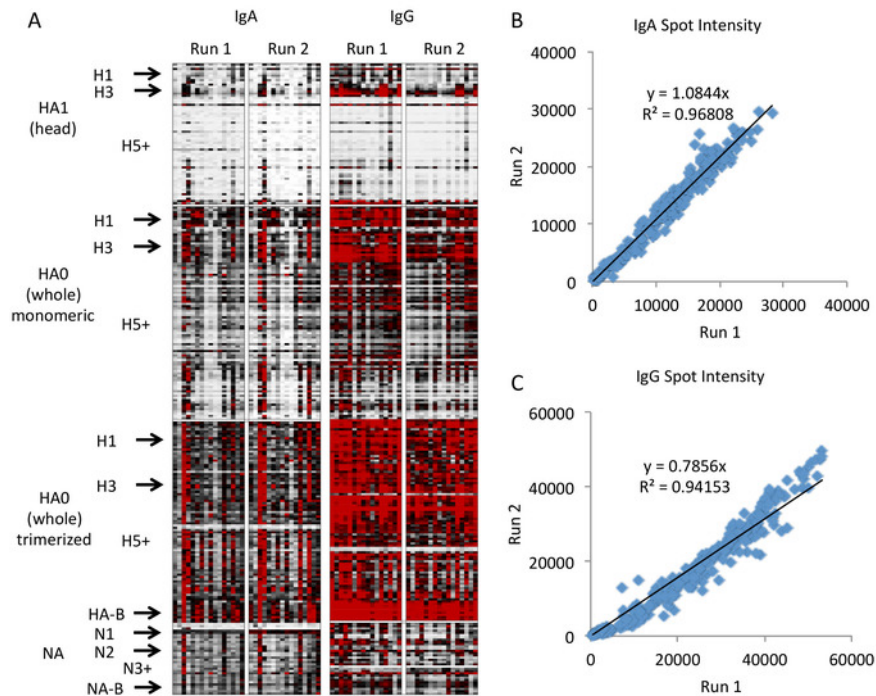 A
IgA IgG
Run 1 Run 2 Run 1 Run 2
HA1
(head)
H1
H3
H5+
HA0
(whole)
monomeric
H1
H3
H5+
HA0
(whole)
trimerized
H1
H3
H5+
HA-B
NA
N1
N2
N3+
NA-B
B
IgA Spot Intensity
40000
30000
20000
10000
0
Run 2
y = 1.0844x
R² = 0.96808
0 10000 20000 30000 40000
Run 1
C
IgG Spot Intensity
60000
40000
20000
0
Run 2
y = 0.7856x
R² = 0.94153
0 20000 40000 60000
Run 1